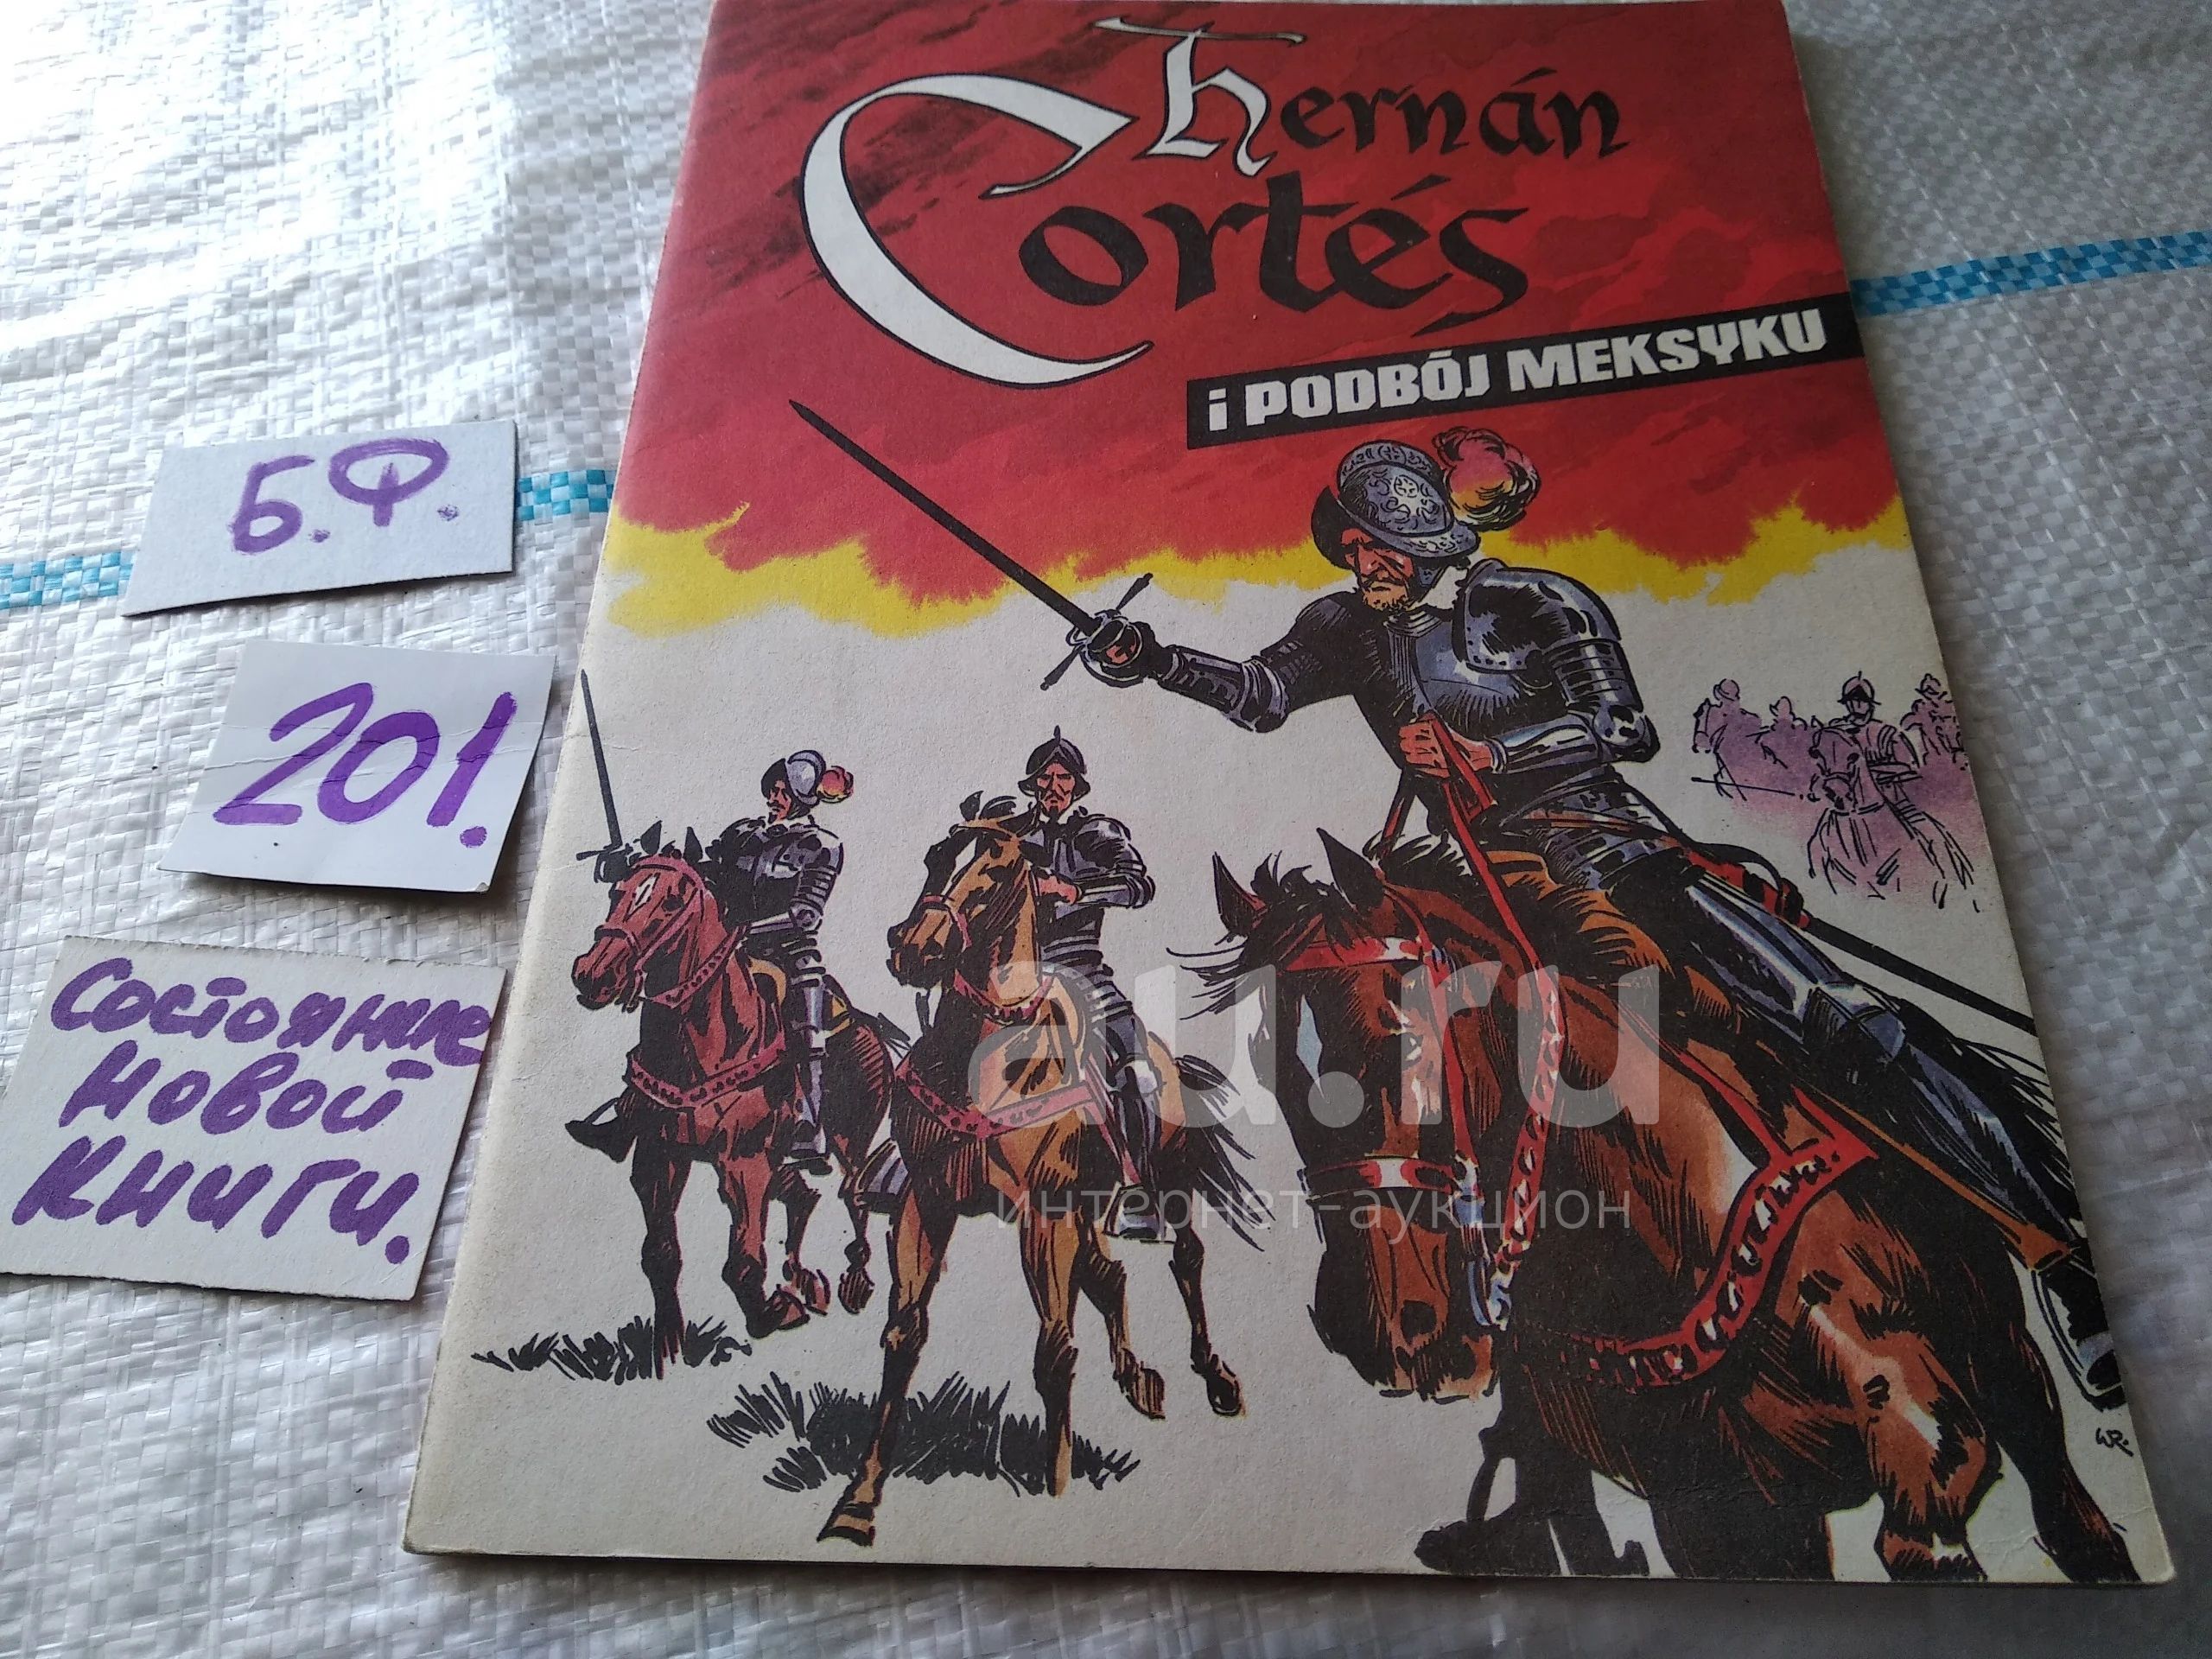 Hernán
Cortés
i PODBÓJ MEKSYKU
Б.Ф.
201.
Состояние
новой
книги.
au.ru
интернет-аукцион
WR.